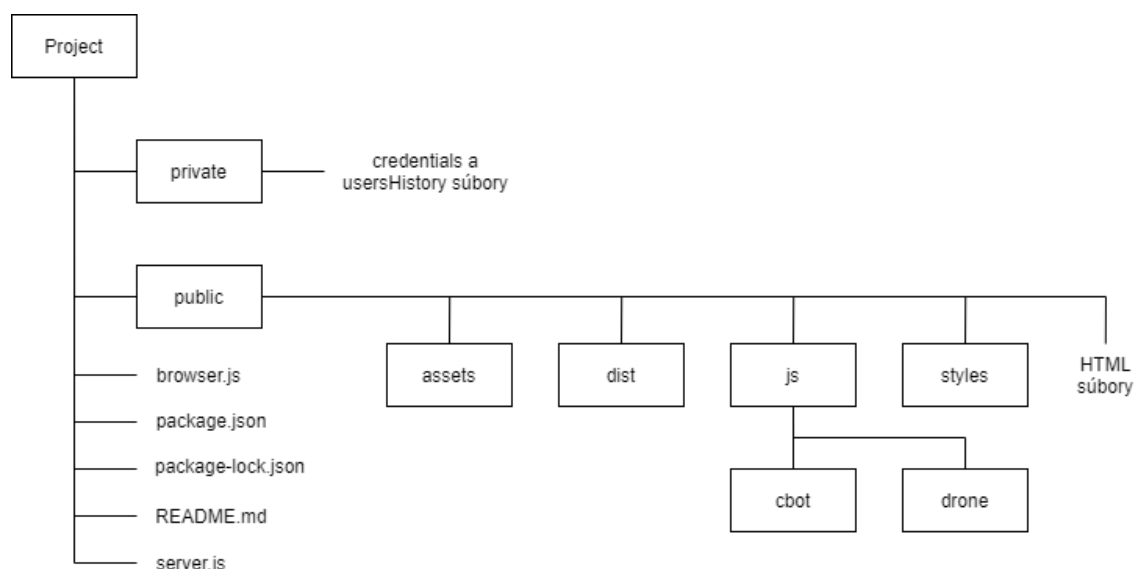 Project
private
credentials a
usersHistory súbory
public
assets
dist
js
styles
HTML
súbory
browser.js
package.json
package-lock.json
cbot
drone
README.md
server.js